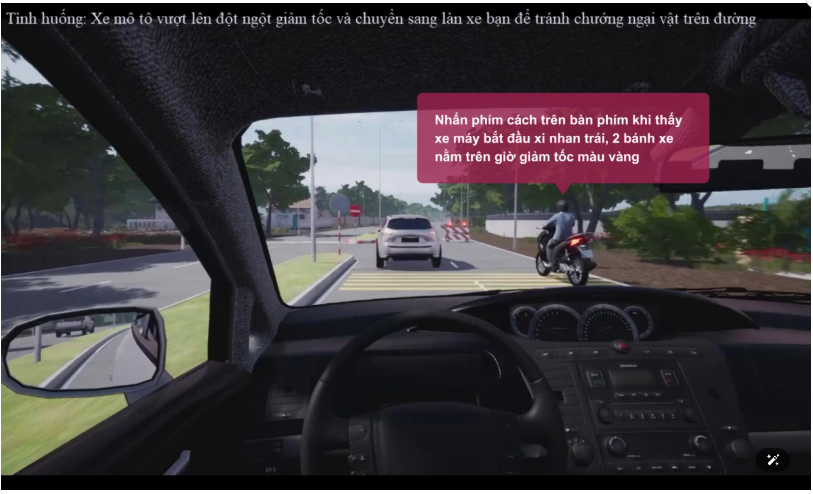 Tình huống: Xe mô tô vượt lên đột ngột giảm tốc và chuyển sang làn xe bạn để tránh chướng ngại vật trên đường
Nhấn phím cách trên bàn phím khi thấy
xe máy bắt đầu xi nhan trái, 2 bánh xe
nằm trên giờ giảm tốc màu vàng